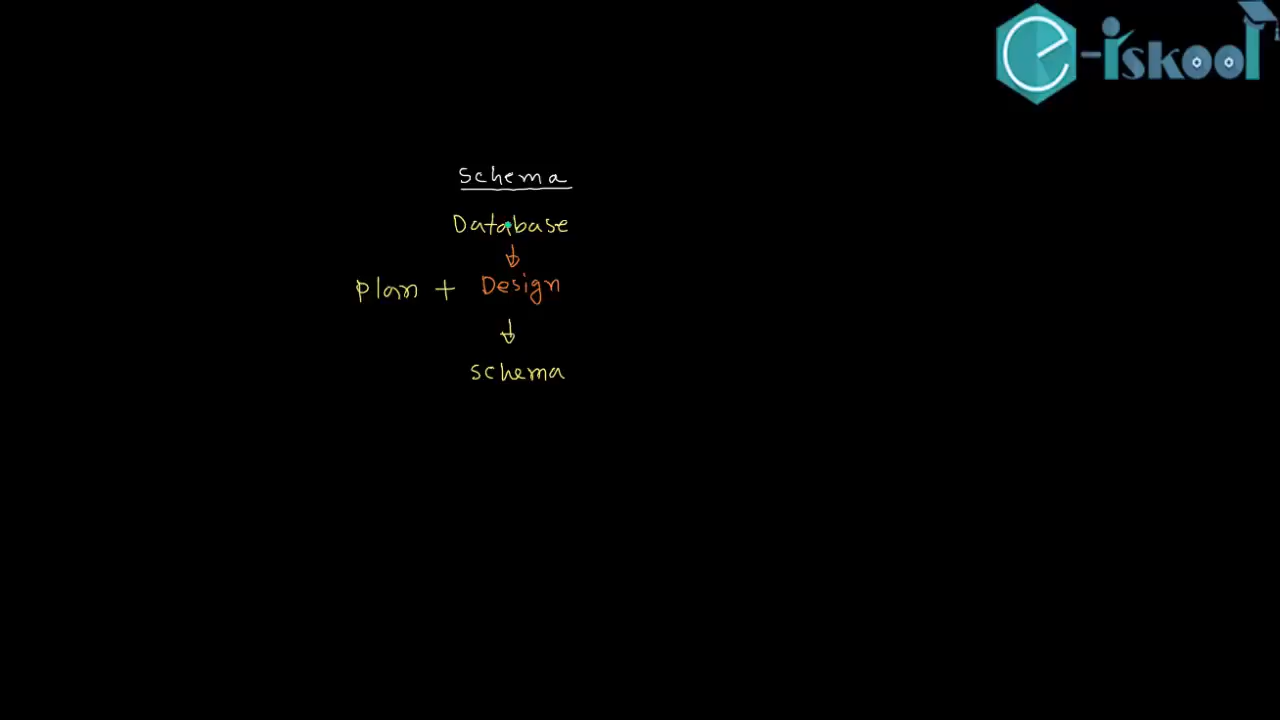 e-iskool
Schema
Database
Plan + Design
Schema